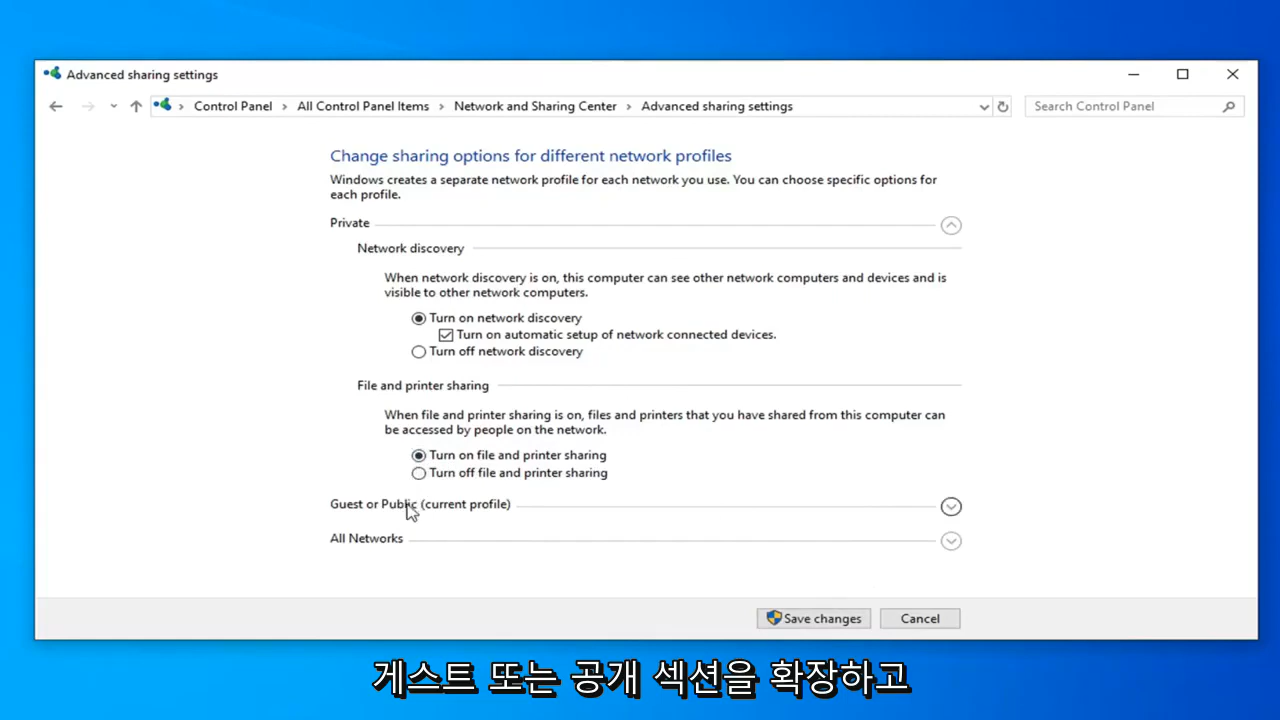 Advanced sharing settings
Control Panel > All Control Panel Items > Network and Sharing Center > Advanced sharing settings
Search Control Panel
Change sharing options for different network profiles
Windows creates a separate network profile for each network you use. You can choose specific options for
each profile.
Private
Network discovery
When network discovery is on, this computer can see other network computers and devices and is
visible to other network computers.
Turn on network discovery
Turn on automatic setup of network connected devices.
Turn off network discovery
File and printer sharing
When file and printer sharing is on, files and printers that you have shared from this computer can
be accessed by people on the network.
Turn on file and printer sharing
Turn off file and printer sharing
Guest or Public (current profile)
All Networks
Save changes
Cancel
게스트 또는 공개 섹션을 확장하고